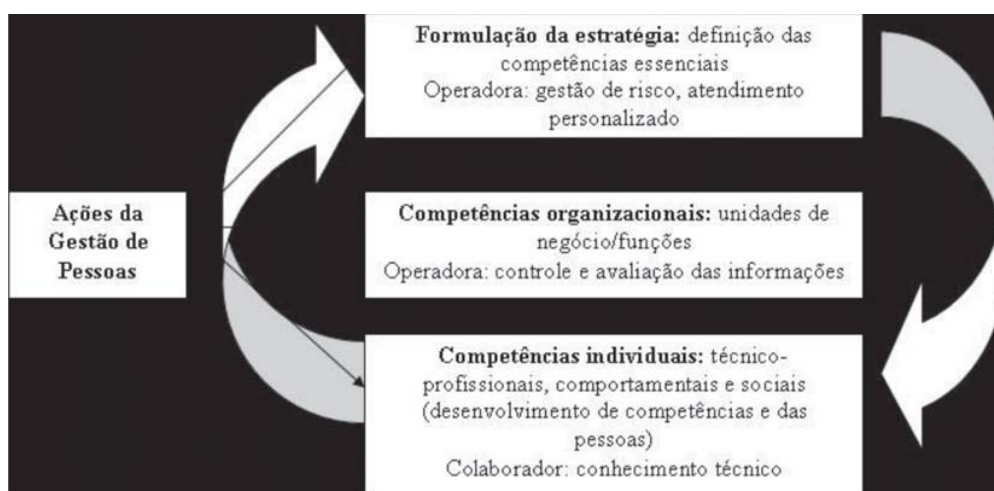 Formulação da estratégia: definição das
competências essenciais
Operadora: gestão de risco, atendimento
personalizado
Ações da
Gestão de
Pessoas
Competências organizacionais: unidades de
negócio/funções
Operadora: controle e avaliação das informações
Competências individuais: técnico-
profissionais, comportamentais e sociais
(desenvolvimento de competências e das
pessoas)
Colaborador: conhecimento técnico